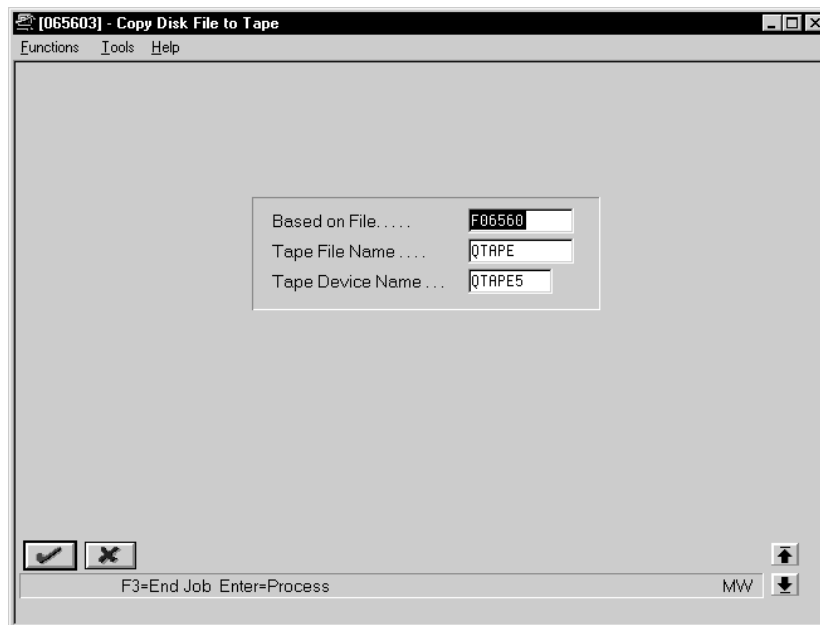 [065603] - Copy Disk File to Tape
Functions Tools Help
Based on File. . . . . F06560
Tape File Name . . . . QTAPE
Tape Device Name . . . QTAPE5
F3=End Job Enter=Process MW